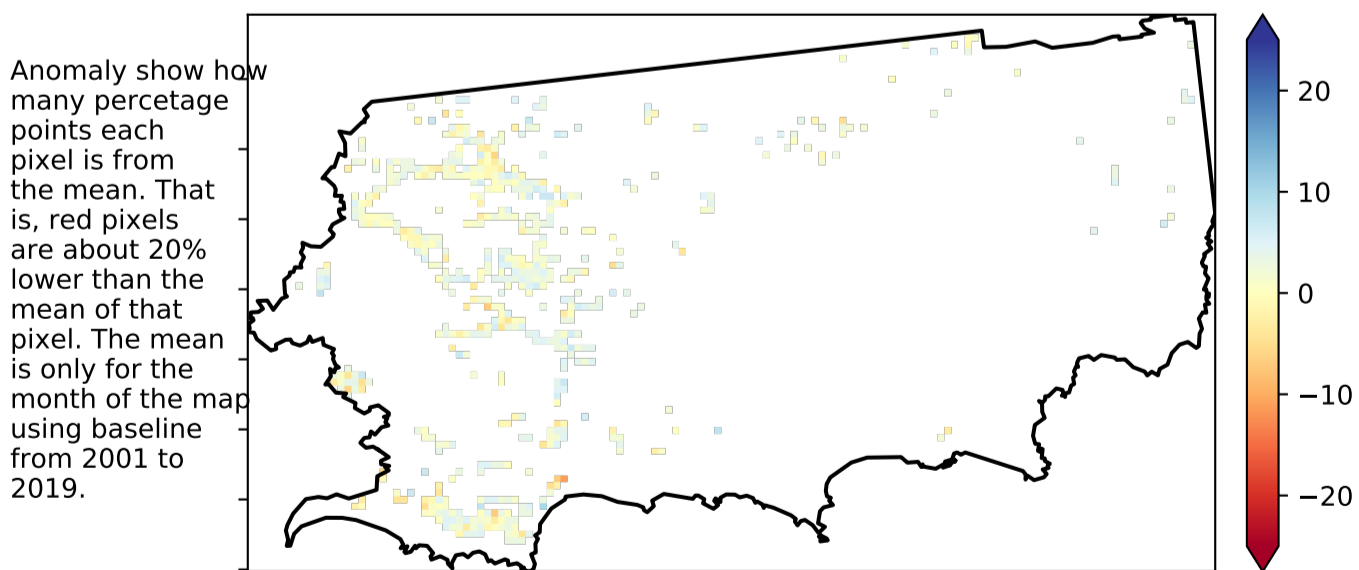 Anomaly show how
many percetage
points each
pixel is from
the mean. That
is, red pixels
are about 20%
lower than the
mean of that
pixel. The mean
is only for the
month of the map
using baseline
from 2001 to
2019.
20
10
0
−10
−20